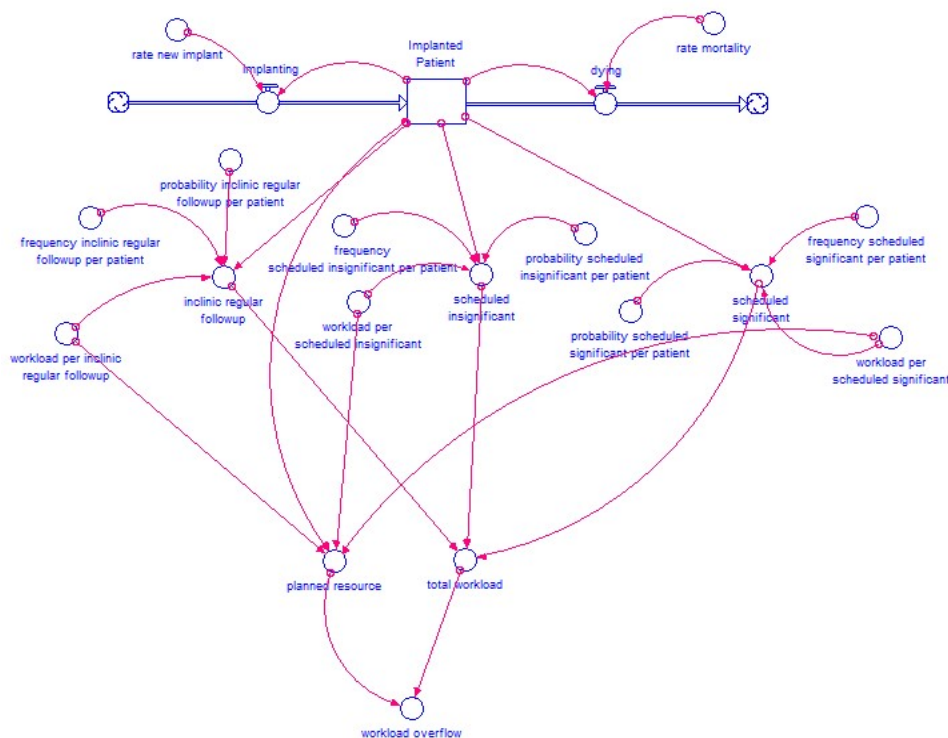 Implanted
Patient
rate new implant
rate mortality
Implanting
dying
probability inclinic regular
followup per patient
frequency inclinic regular
followup per patient
frequency
scheduled insignificant per patient
probability scheduled
insignificant per patient
frequency scheduled
significant per patient
inclinic regular
followup
scheduled
insignificant
scheduled
significant
workload per inclinic
regular followup
workload per
scheduled insignificant
probability scheduled
significant per patient
workload per
scheduled significant
planned resource
total workload
workload overflow